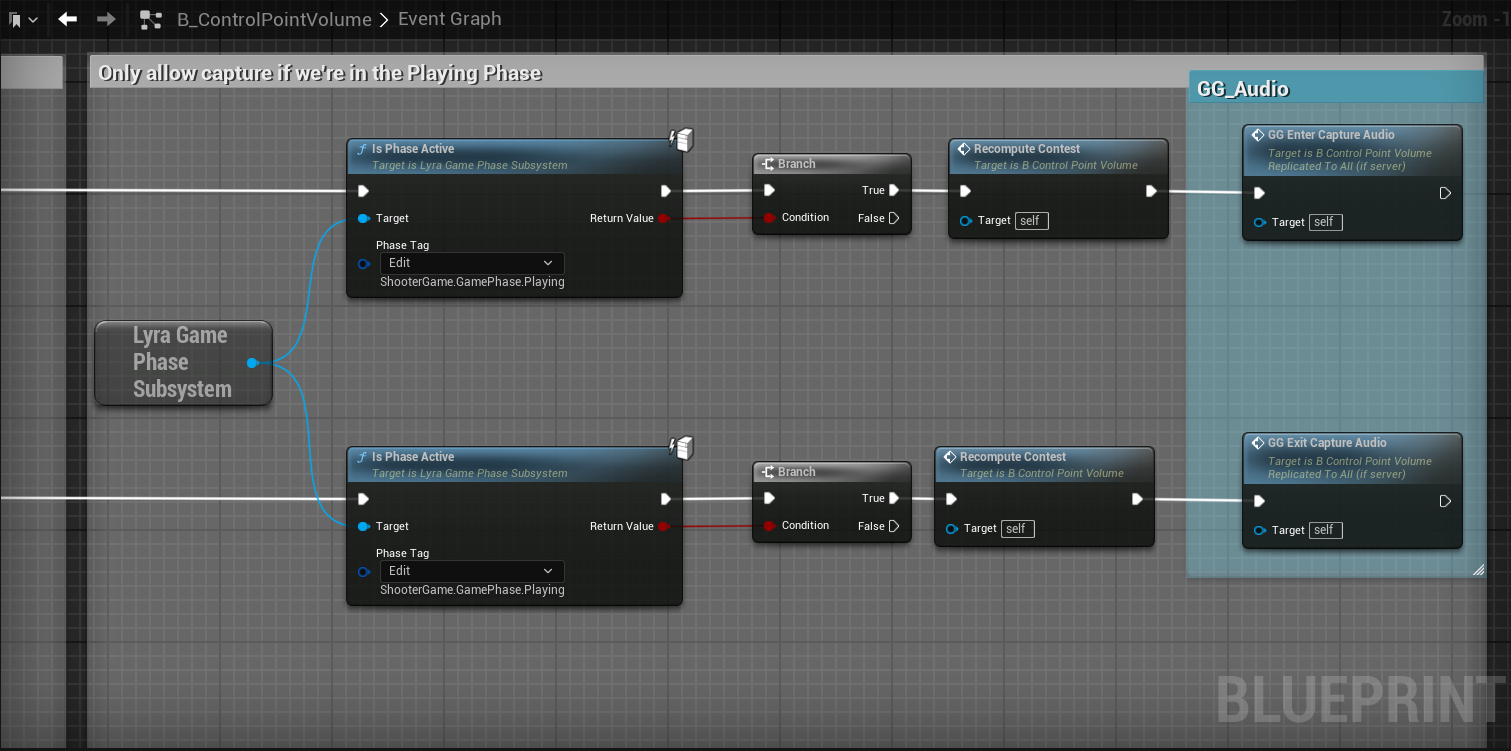 B_ControlPointVolume > Event Graph
Zoom -1
Only allow capture if we're in the Playing Phase
GG_Audio
Is Phase Active
Target is Lyra Game Phase Subsystem
Target
Return Value
Phase Tag
Edit
ShooterGame.GamePhase.Playing
Branch
True
Condition
False
Recompute Contest
Target is B Control Point Volume
Target self
GG Enter Capture Audio
Target is B Control Point Volume
Replicated To All (if server)
Target self
Lyra Game
Phase
Subsystem
Is Phase Active
Target is Lyra Game Phase Subsystem
Target
Return Value
Phase Tag
Edit
ShooterGame.GamePhase.Playing
Branch
True
Condition
False
Recompute Contest
Target is B Control Point Volume
Target self
GG Exit Capture Audio
Target is B Control Point Volume
Replicated To All (if server)
Target self
BLUEPRINT